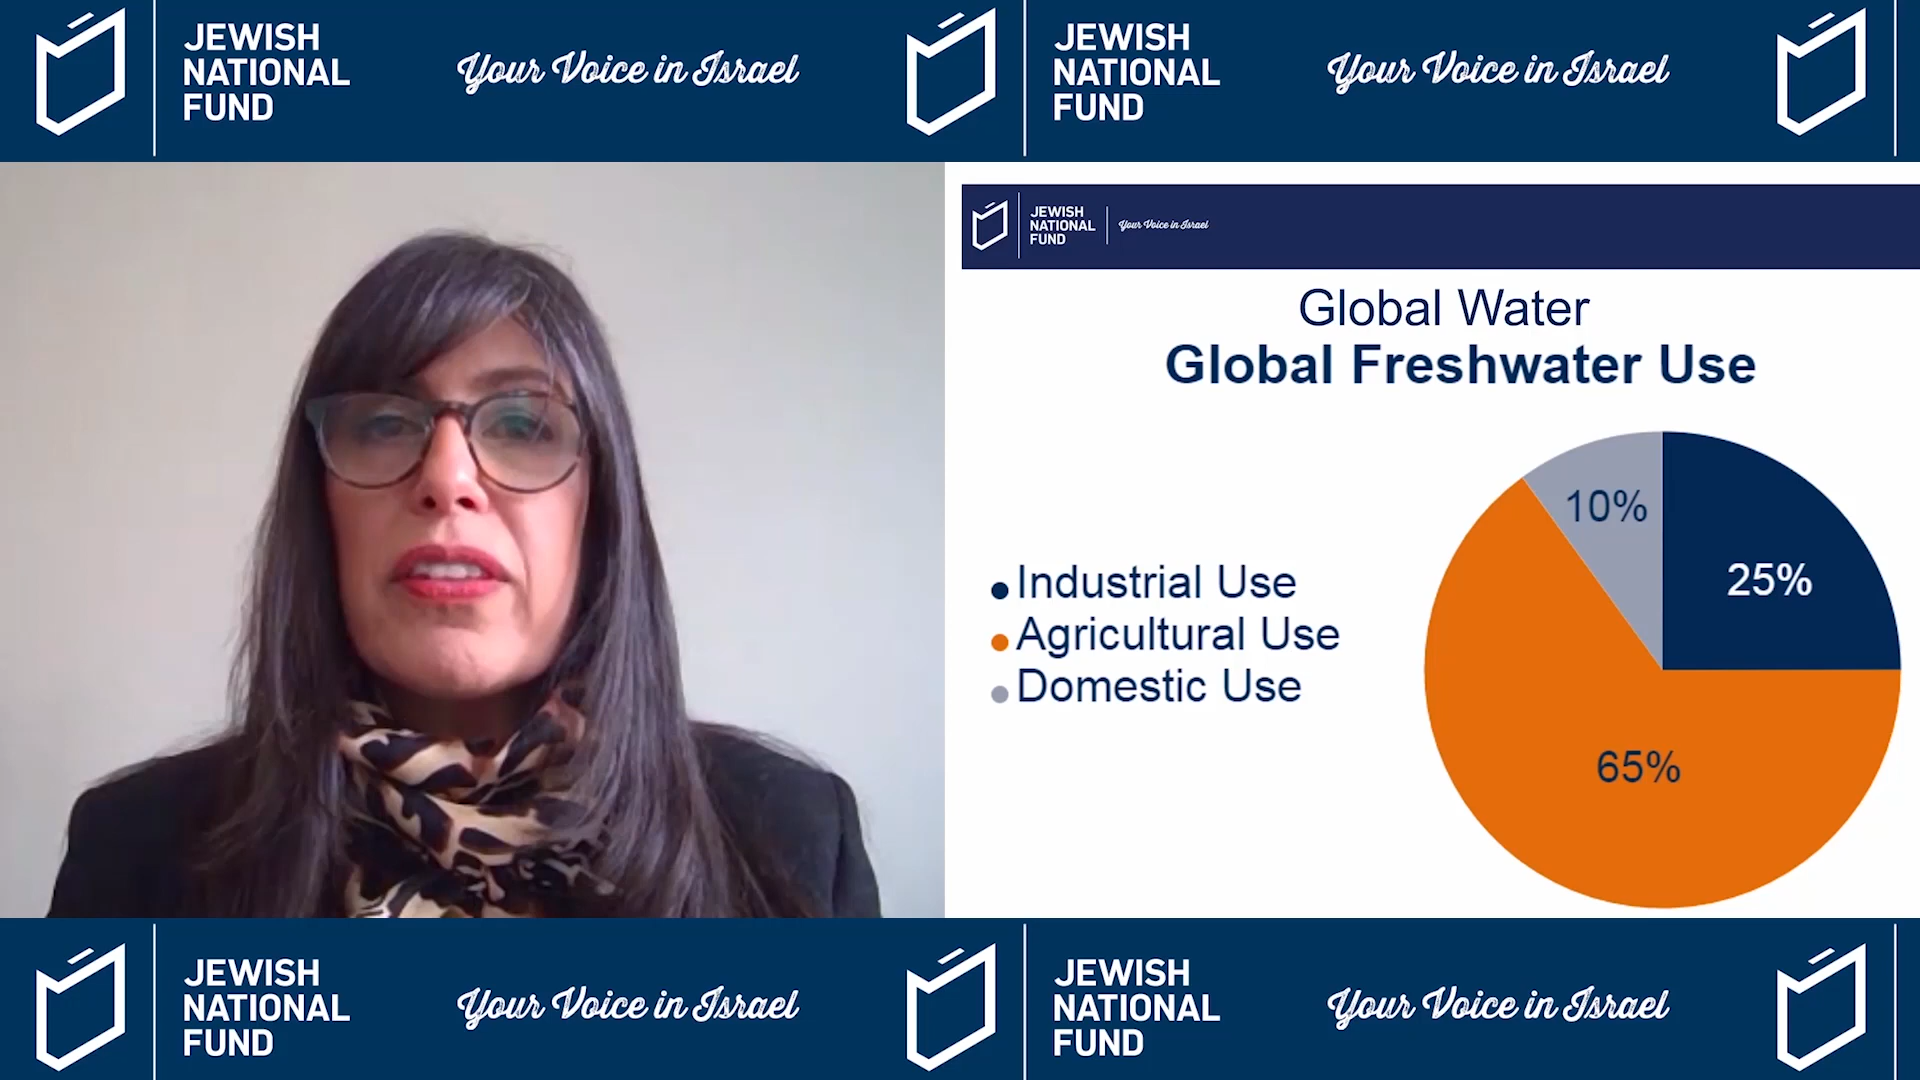 JEWISH
NATIONAL
FUND
Your Voice in Israel
JEWISH
NATIONAL
FUND
Your Voice in Israel
JEWISH
NATIONAL
FUND
Your Voice in Israel
Global Water
Global Freshwater Use
Industrial Use
Agricultural Use
Domestic Use
10%
25%
65%
JEWISH
NATIONAL
FUND
Your Voice in Israel
JEWISH
NATIONAL
FUND
Your Voice in Israel